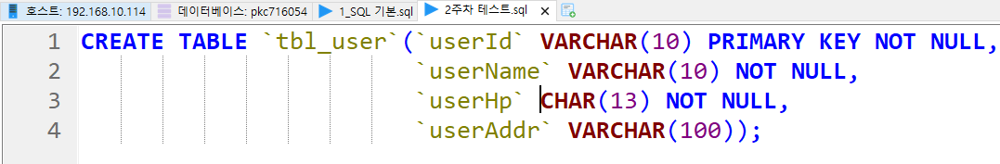 호스트: 192.168.10.114 데이터베이스: pkc716054 1_SQL 기본.sql 2주차 테스트.sql
1 CREATE TABLE `tbl_user`(`userId` VARCHAR(10) PRIMARY KEY NOT NULL,
2 `userName` VARCHAR(10) NOT NULL,
3 `userHp` CHAR(13) NOT NULL,
4 `userAddr` VARCHAR(100));